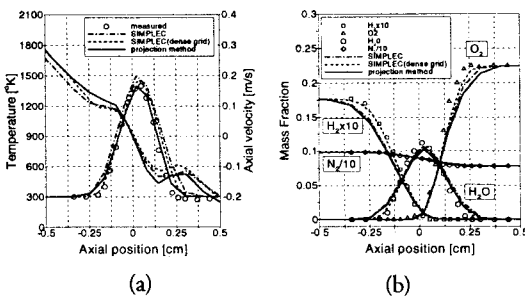 2100
1800
1500
1200
900
600
300
0
Temperature [°K]
measured
SIMPLEC
SIMPLEC(dense grid)
projection method
0.4
0.3
0.2
0.1
0
-0.1
-0.2
-0.3
Axial velocity [m/s]
-0.5 -0.25 0 0.25 0.5
Axial position [cm]
(a)
0.3
0.25
0.2
0.15
0.1
0.05
0
Mass Fraction
H₂x10
O2
H₂0
N₂/10
SIMPLEC
SIMPLEC(dense grid)
projection method
O₂
H₂x10
N₂/10
H₂O
-0.5 -0.25 0 0.25 0.5
Axial position [cm]
(b)